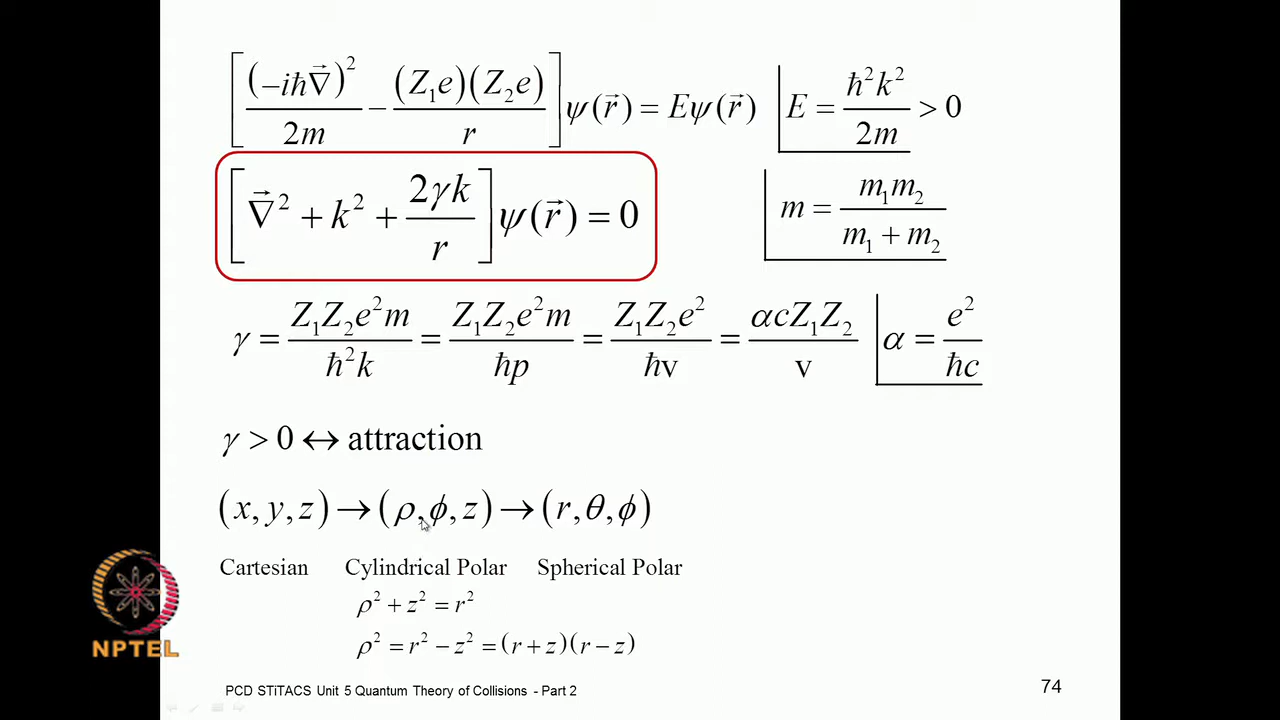 [(−iħ∇⃗)²/2m − (Z₁e)(Z₂e)/r]ψ(r⃗) = Eψ(r⃗) E = ħ²k²/2m > 0
[∇⃗² + k² + 2γk/r]ψ(r⃗) = 0 m = m₁m₂/(m₁ + m₂)
γ = Z₁Z₂e²m/ħ²k = Z₁Z₂e²m/ħp = Z₁Z₂e²/ħv = αcZ₁Z₂/v α = e²/ħc
γ > 0 ↔ attraction
(x, y, z) → (ρ, ϕ, z) → (r, θ, ϕ)
Cartesian Cylindrical Polar Spherical Polar
ρ² + z² = r²
ρ² = r² − z² = (r + z)(r − z)
NPTEL
PCD STiTACS Unit 5 Quantum Theory of Collisions - Part 2 74